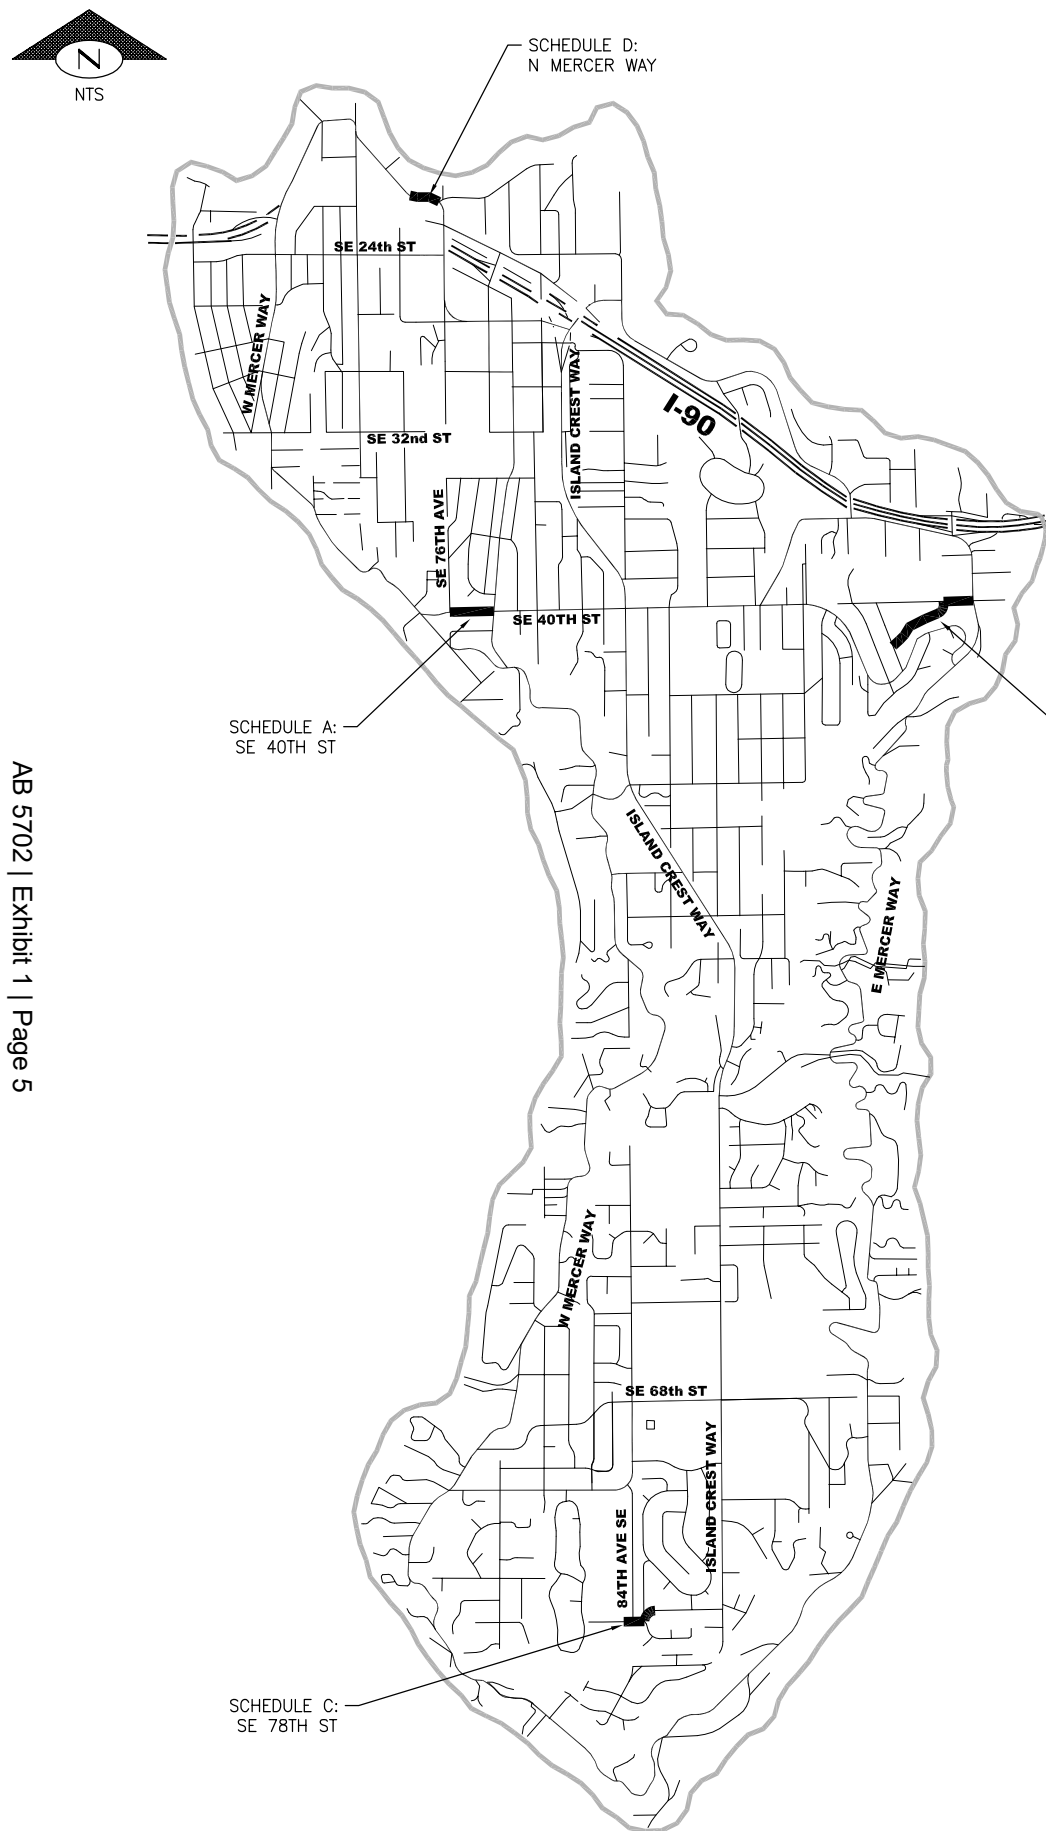 N
NTS
SCHEDULE D:
N MERCER WAY
SE 24th ST
W MERCER WAY
ISLAND CREST WAY
I-90
SE 32nd ST
SE 76TH AVE
SE 40TH ST
SCHEDULE A:
SE 40TH ST
AB 5702 | Exhibit 1 | Page 5
ISLAND CREST WAY
E MERCER WAY
W MERCER WAY
SE 68th ST
ISLAND CREST WAY
84TH AVE SE
SCHEDULE C:
SE 78TH ST